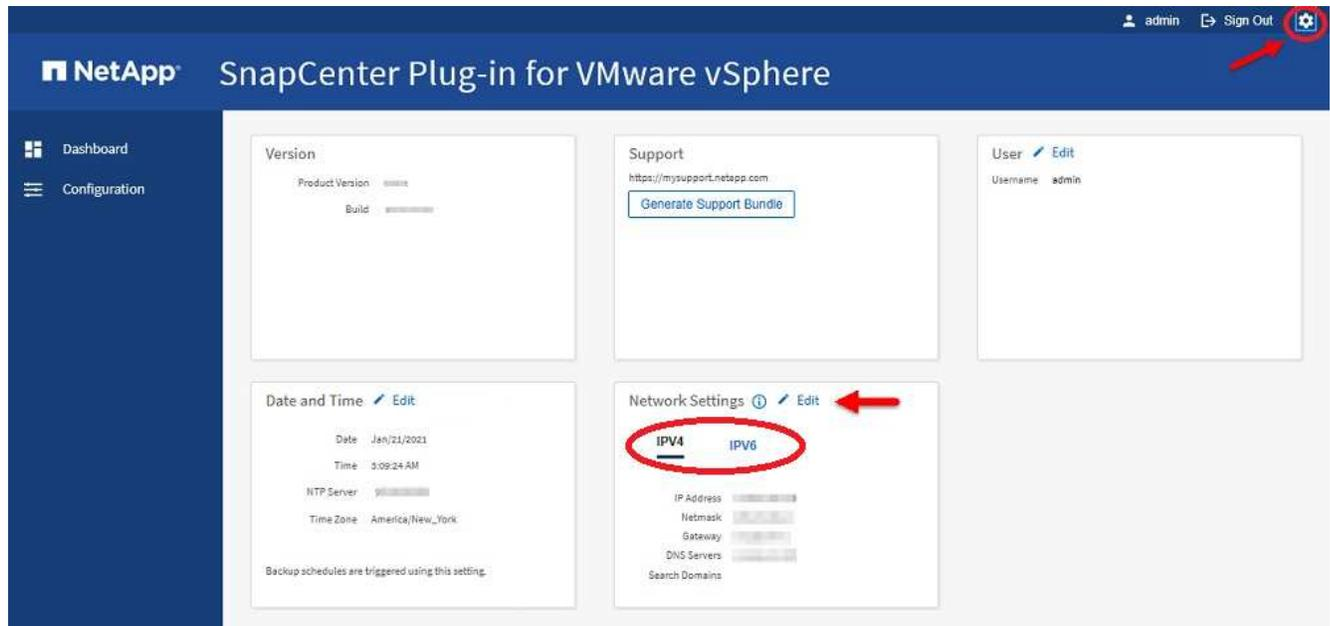 admin Sign Out
NetApp SnapCenter Plug-in for VMware vSphere
Dashboard
Configuration
Version
Product Version
Build
Support
https://mysupport.netapp.com
Generate Support Bundle
User Edit
Username admin
Date and Time Edit
Date Jan/21/2021
Time 3:09:24 AM
NTP Server
Time Zone America/New_York
Backup schedules are triggered using this setting.
Network Settings Edit
IPV4 IPV6
IP Address
Netmask
Gateway
DNS Servers
Search Domains